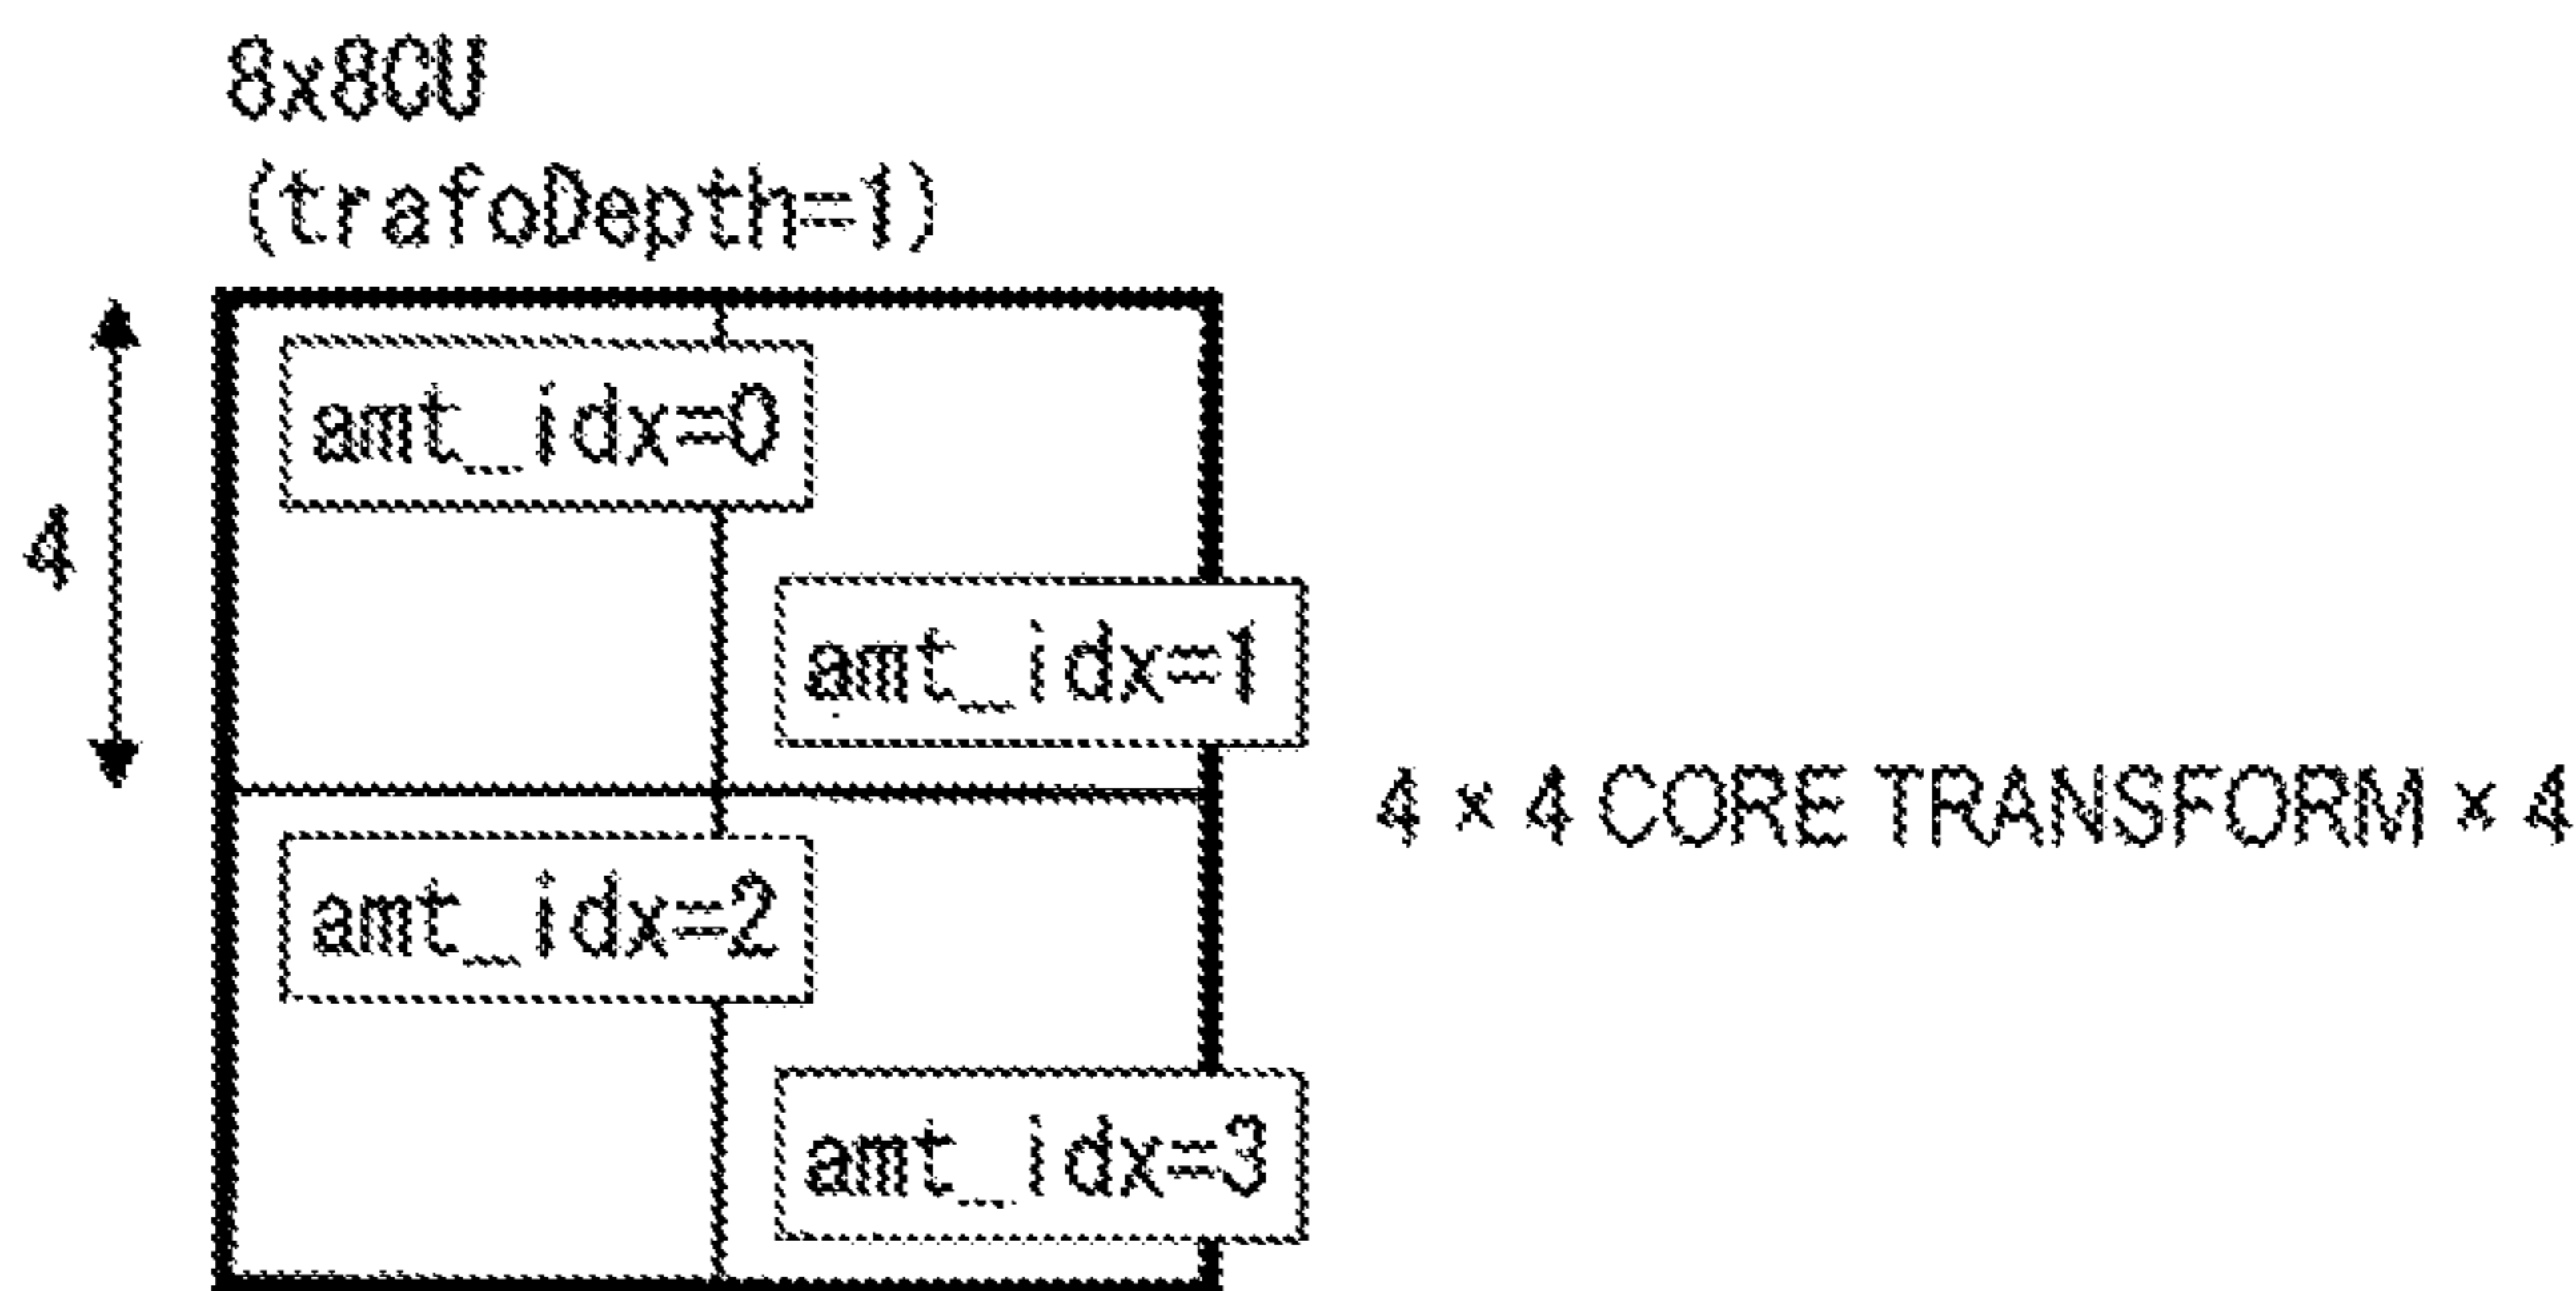 8x8CU
(trafoDepth=1)
4
amt_idx=0
amt_idx=1
4 × 4 CORE TRANSFORM × 4
amt_idx=2
amt_idx=3